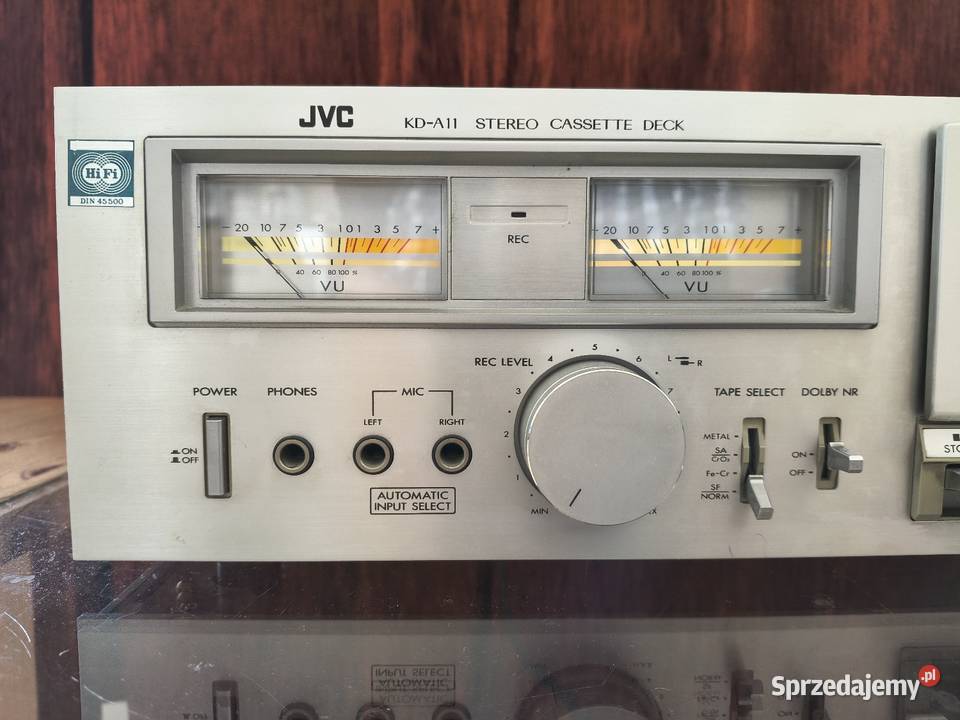 JVC KD-A11 STEREO CASSETTE DECK
HiFi
DIN 45500
- 20 10 7 5 3 1 0 1 3 5 7 +
0 40 60 80 100 %
VU
REC
- 20 10 7 5 3 1 0 1 3 5 7 +
0 40 60 80 100 %
VU
REC LEVEL
MIN 1 2 3 4 5 6 7
L R
POWER
ON
OFF
PHONES
MIC
LEFT RIGHT
AUTOMATIC
INPUT SELECT
TAPE SELECT
METAL
SA
CrO₂
Fe-Cr
SF
NORM
DOLBY NR
ON
OFF
Sprzedajemy.pl